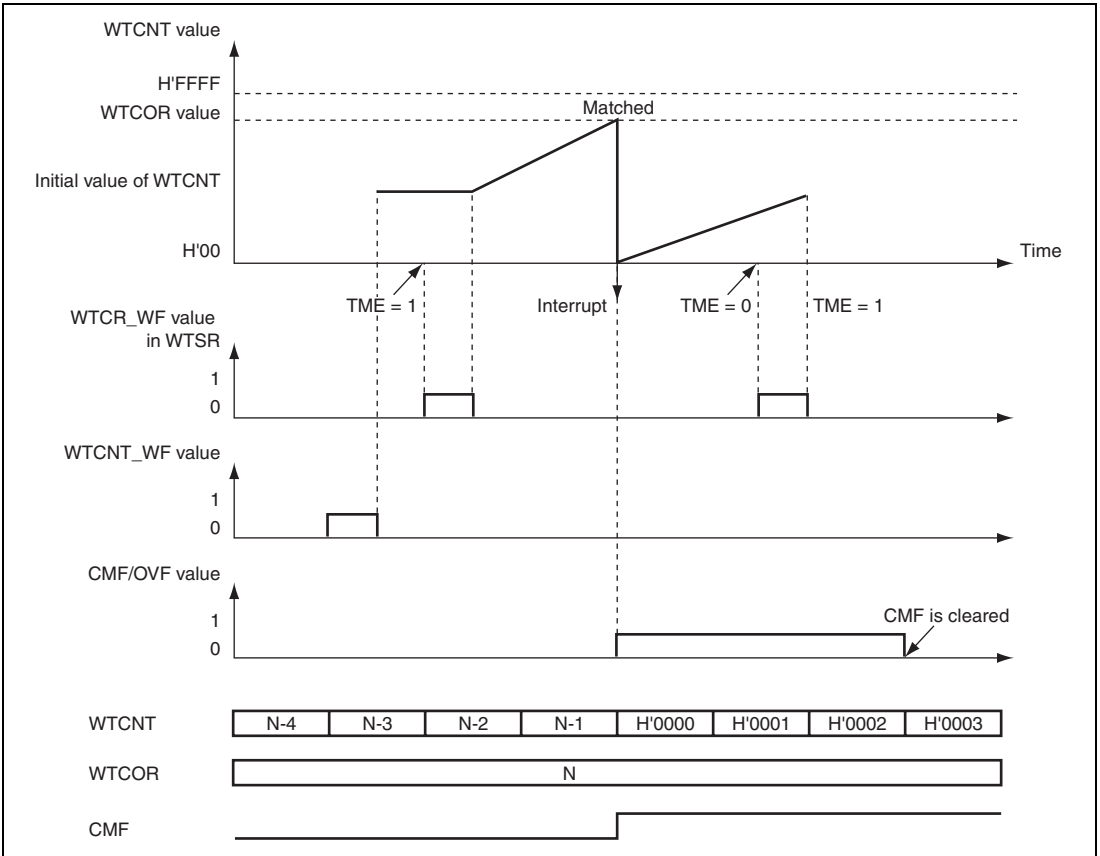 WTCNT value
H'FFFF
WTCOR value
Matched
Initial value of WTCNT
H'00
Time
TME = 1
Interrupt
TME = 0
TME = 1
WTCR_WF value
in WTSR
1
0
WTCNT_WF value
1
0
CMF/OVF value
1
0
CMF is cleared
WTCNT N-4 N-3 N-2 N-1 H'0000 H'0001 H'0002 H'0003
WTCOR N
CMF